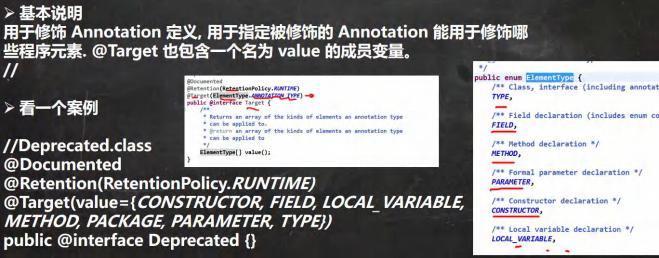 ➢ 基本说明
用于修饰 Annotation 定义, 用于指定被修饰的 Annotation 能用于修饰哪
些程序元素. @Target 也包含一个名为 value 的成员变量。
//
➢ 看一个案例
//Deprecated.class
@Documented
@Retention(RetentionPolicy.RUNTIME)
@Target(value={CONSTRUCTOR, FIELD, LOCAL_VARIABLE,
METHOD, PACKAGE, PARAMETER, TYPE})
public @interface Deprecated {}
@Documented
@Retention(RetentionPolicy.RUNTIME)
@Target(ElementType.ANNOTATION_TYPE)
public @interface Target {
/**
* Returns an array of the kinds of elements an annotation type
* can be applied to.
* @return an array of the kinds of elements an annotation type
* can be applied to
*/
ElementType[] value();
}
*/
public enum ElementType {
/** Class, interface (including annotat
TYPE,
/** Field declaration (includes enum co
FIELD,
/** Method declaration */
METHOD,
/** Formal parameter declaration */
PARAMETER,
/** Constructor declaration */
CONSTRUCTOR,
/** Local variable declaration */
LOCAL_VARIABLE,